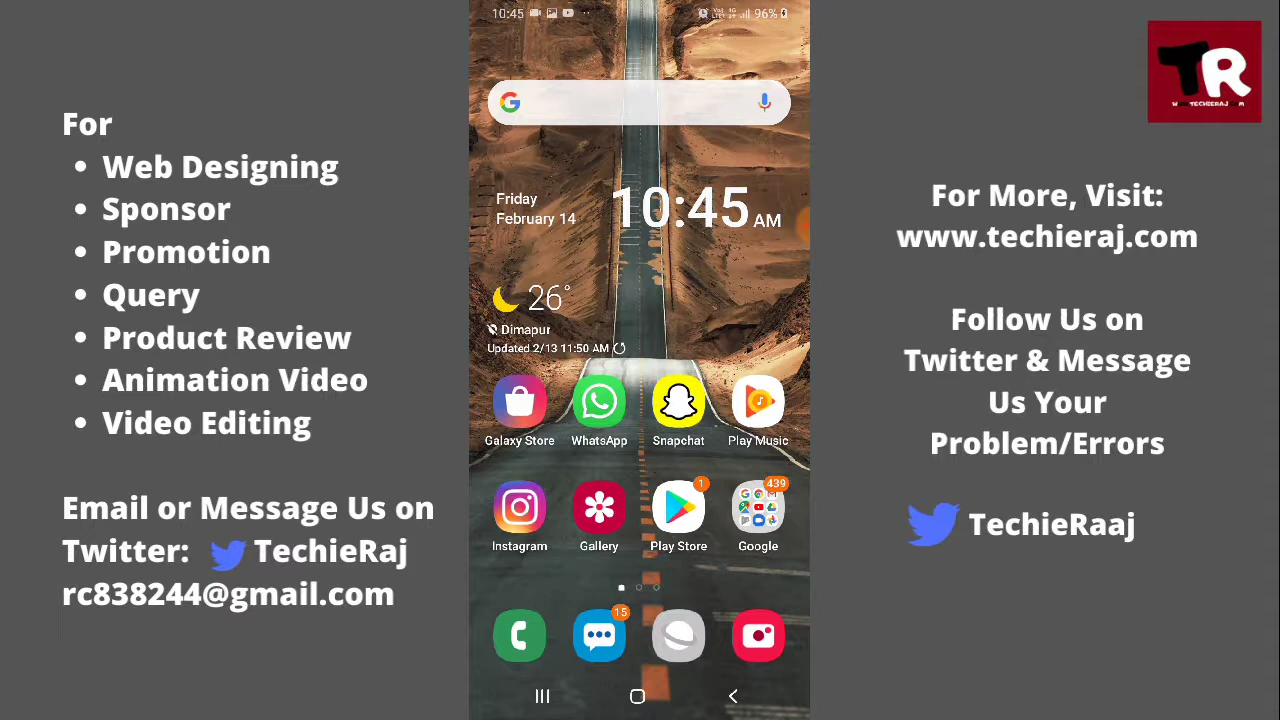 For
• Web Designing
• Sponsor
• Promotion
• Query
• Product Review
• Animation Video
• Video Editing
Email or Message Us on
Twitter: TechieRaj
rc838244@gmail.com
10:45
96%
Friday
February 14
10:45 AM
26°
Dimapur
Updated 2/13 11:50 AM
Galaxy Store
WhatsApp
Snapchat
Play Music
Instagram
Gallery
1
Play Store
439
Google
15
TR
WWW.TECHIERAJ.COM
For More, Visit:
www.techieraj.com
Follow Us on
Twitter & Message
Us Your
Problem/Errors
TechieRaaj